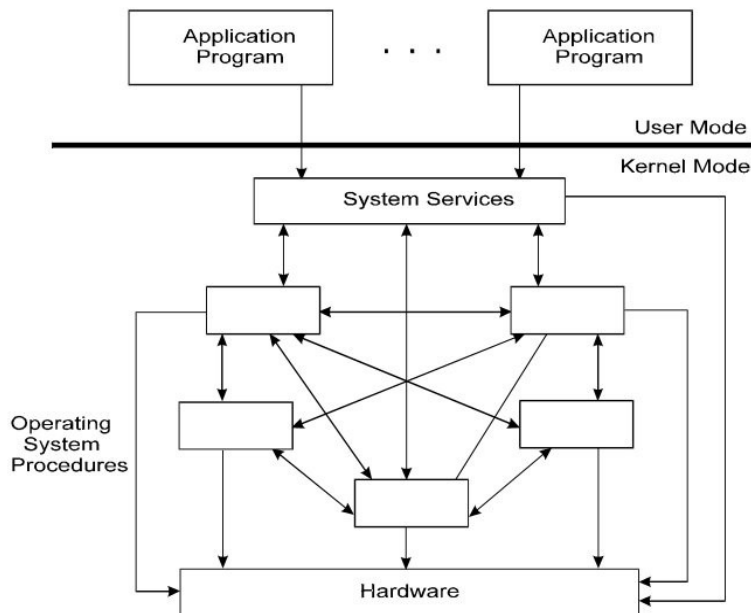 Application
Program
. . .
Application
Program
User Mode
Kernel Mode
System Services
Operating
System
Procedures
Hardware